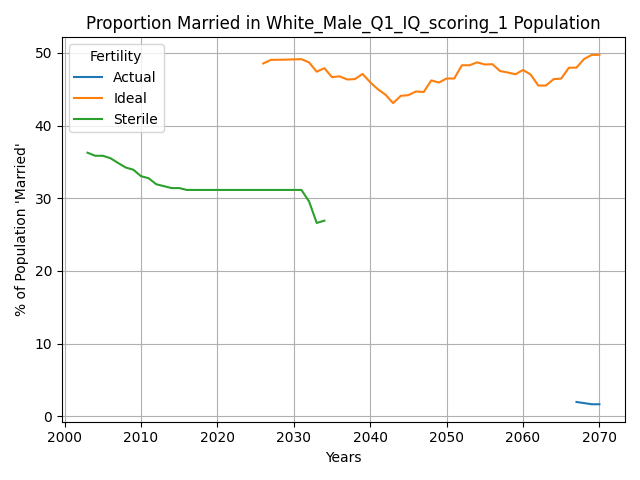 Proportion Married in White_Male_Q1_IQ_scoring_1 Population
% of Population 'Married'
50
40
30
20
10
0
Fertility
Actual
Ideal
Sterile
2000 2010 2020 2030 2040 2050 2060 2070
Years